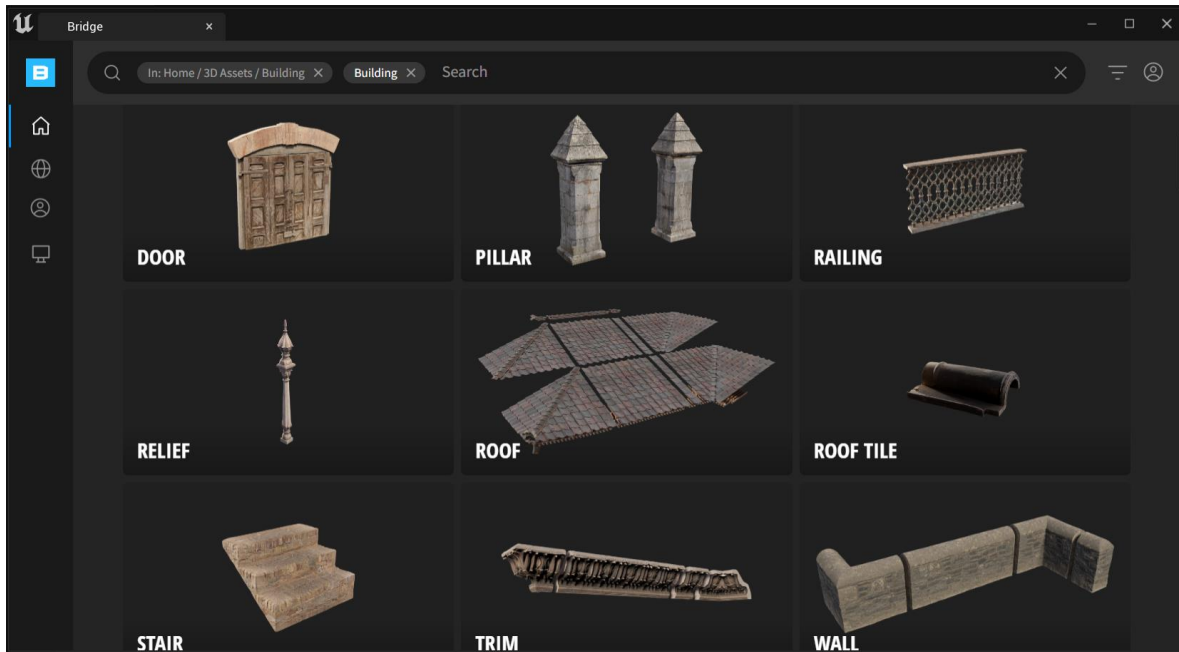 Bridge
In: Home / 3D Assets / Building
Building
Search
DOOR
PILLAR
RAILING
RELIEF
ROOF
ROOF TILE
STAIR
TRIM
WALL